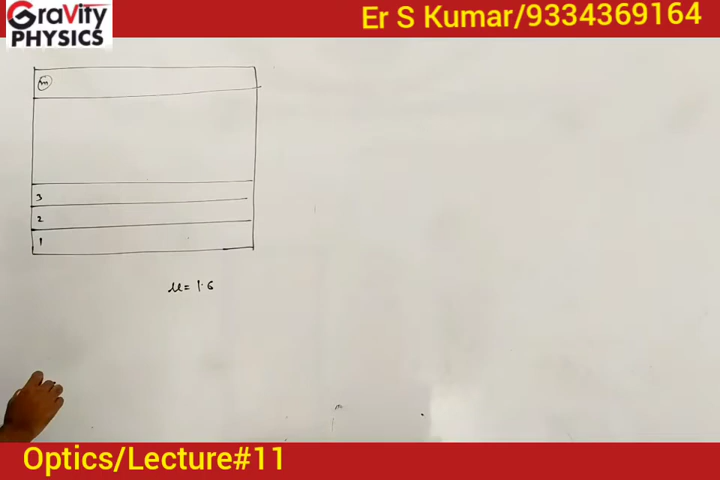 GraVity
PHYSICS
Er S Kumar/9334369164
m
3
2
1
μ = 1.6
Optics/Lecture#11